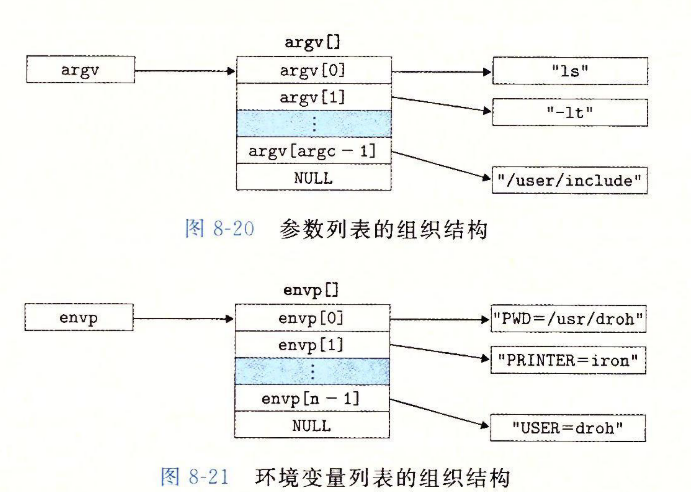 argv[]
argv
argv[0]
"ls"
argv[1]
"-lt"
⋮
argv[argc - 1]
NULL
"/user/include"
图 8-20 参数列表的组织结构
envp[]
envp
envp[0]
"PWD=/usr/droh"
envp[1]
"PRINTER=iron"
⋮
envp[n - 1]
NULL
"USER=droh"
图 8-21 环境变量列表的组织结构